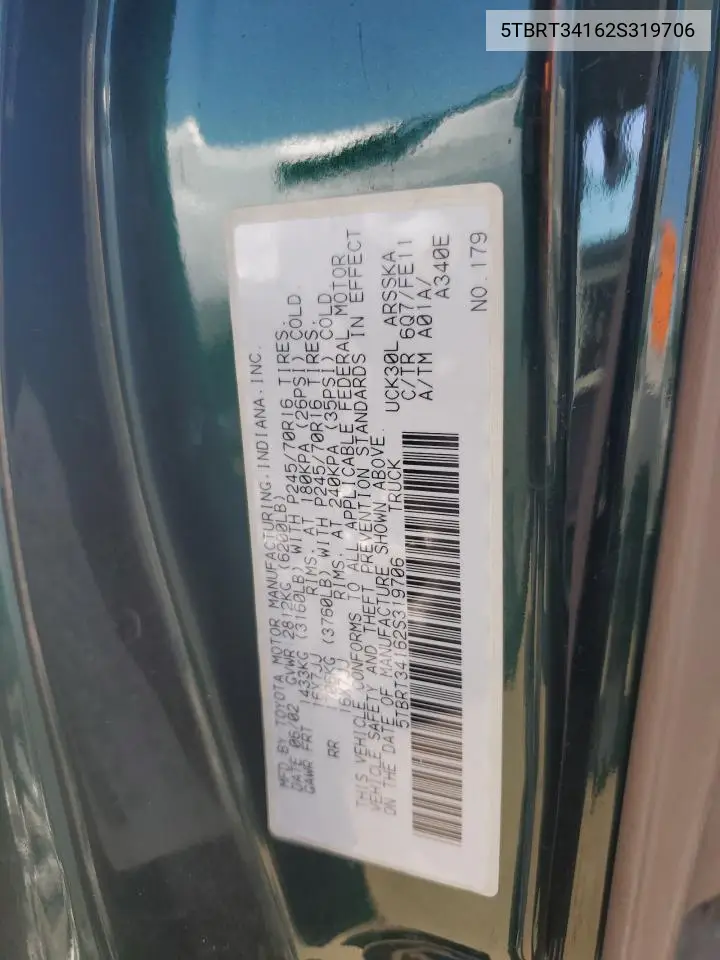 5TBRT34162S319706
MFD BY TOYOTA MOTOR MANUFACTURING. INDIANA. INC.
DATE 06/02 GVWR 2812KG (6200LB)
GAWR FRT 1433KG (3160LB) WITH P245/70R16 TIRES.
16X7JJ RIMS. AT 180KPA (26PSI) COLD
RR KG (3760LB) WITH P245/70R16 TIRES.
RIMS. AT 240KPA (35PSI) COLD
THIS VEHICLE CONFORMS TO ALL APPLICABLE FEDERAL MOTOR
VEHICLE SAFETY AND THEFT PREVENTION STANDARDS IN EFFECT
ON THE DATE OF MANUFACTURE SHOWN ABOVE.
5TBRT34162S319706 TRUCK
UCK30L ARSSKA
C/TR 6Q7/FE11
A/TM A01A/
A340E
NO. 179